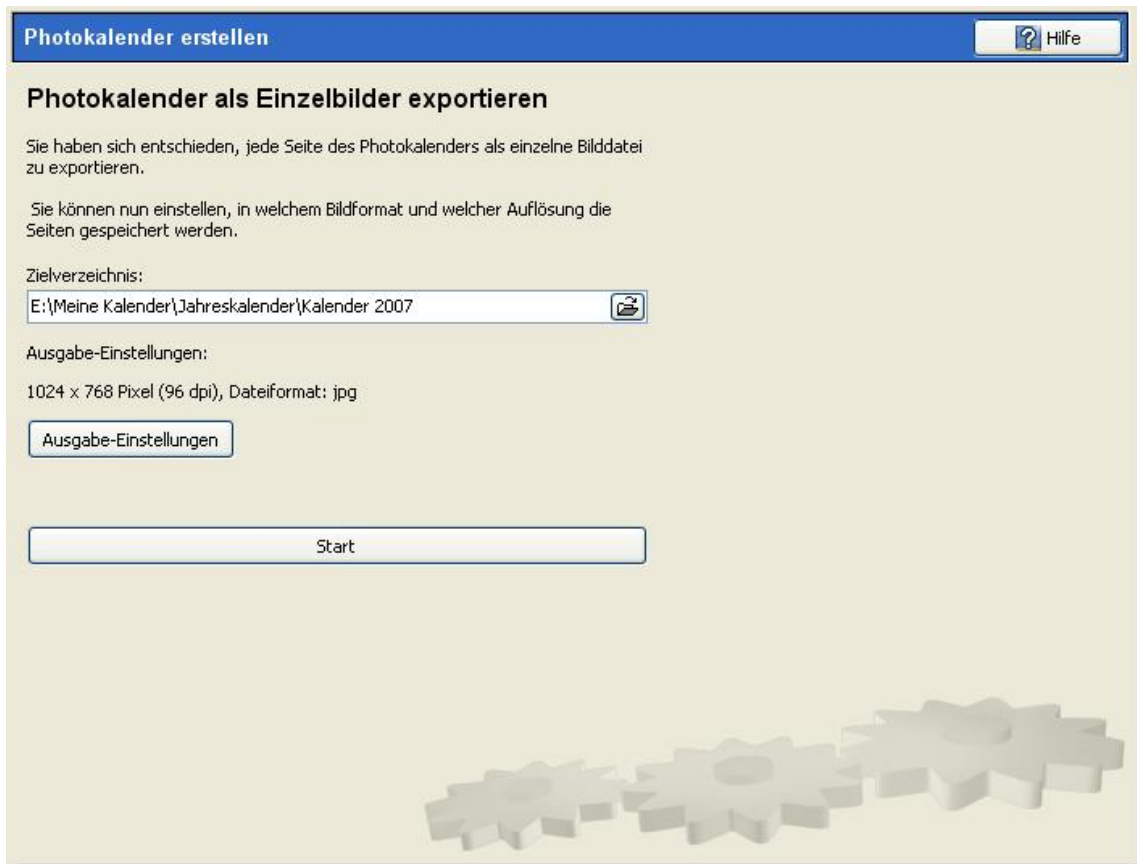 Photokalender erstellen
Hilfe
Photokalender als Einzelbilder exportieren
Sie haben sich entschieden, jede Seite des Photokalenders als einzelne Bilddatei
zu exportieren.
Sie können nun einstellen, in welchem Bildformat und welcher Auflösung die
Seiten gespeichert werden.
Zielverzeichnis:
E:\Meine Kalender\Jahreskalender\Kalender 2007
Ausgabe-Einstellungen:
1024 x 768 Pixel (96 dpi), Dateiformat: jpg
Ausgabe-Einstellungen
Start